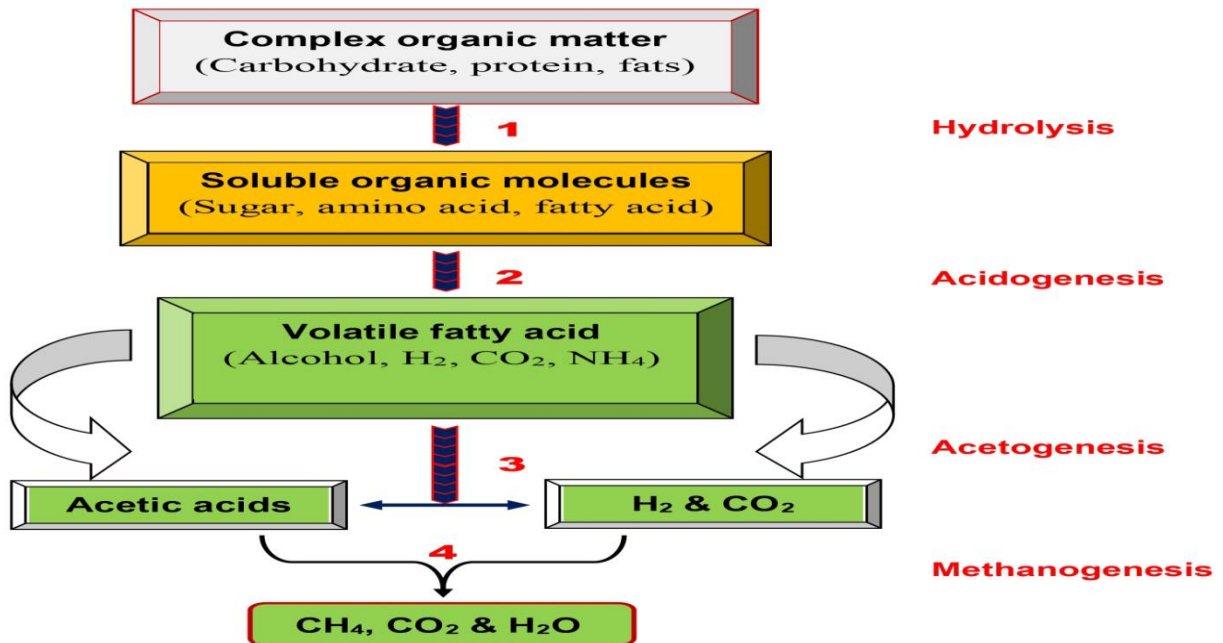 Complex organic matter
(Carbohydrate, protein, fats)
1
Hydrolysis
Soluble organic molecules
(Sugar, amino acid, fatty acid)
2
Acidogenesis
Volatile fatty acid
(Alcohol, H₂, CO₂, NH₄)
3
Acetogenesis
Acetic acids
H₂ & CO₂
4
Methanogenesis
CH₄, CO₂ & H₂O